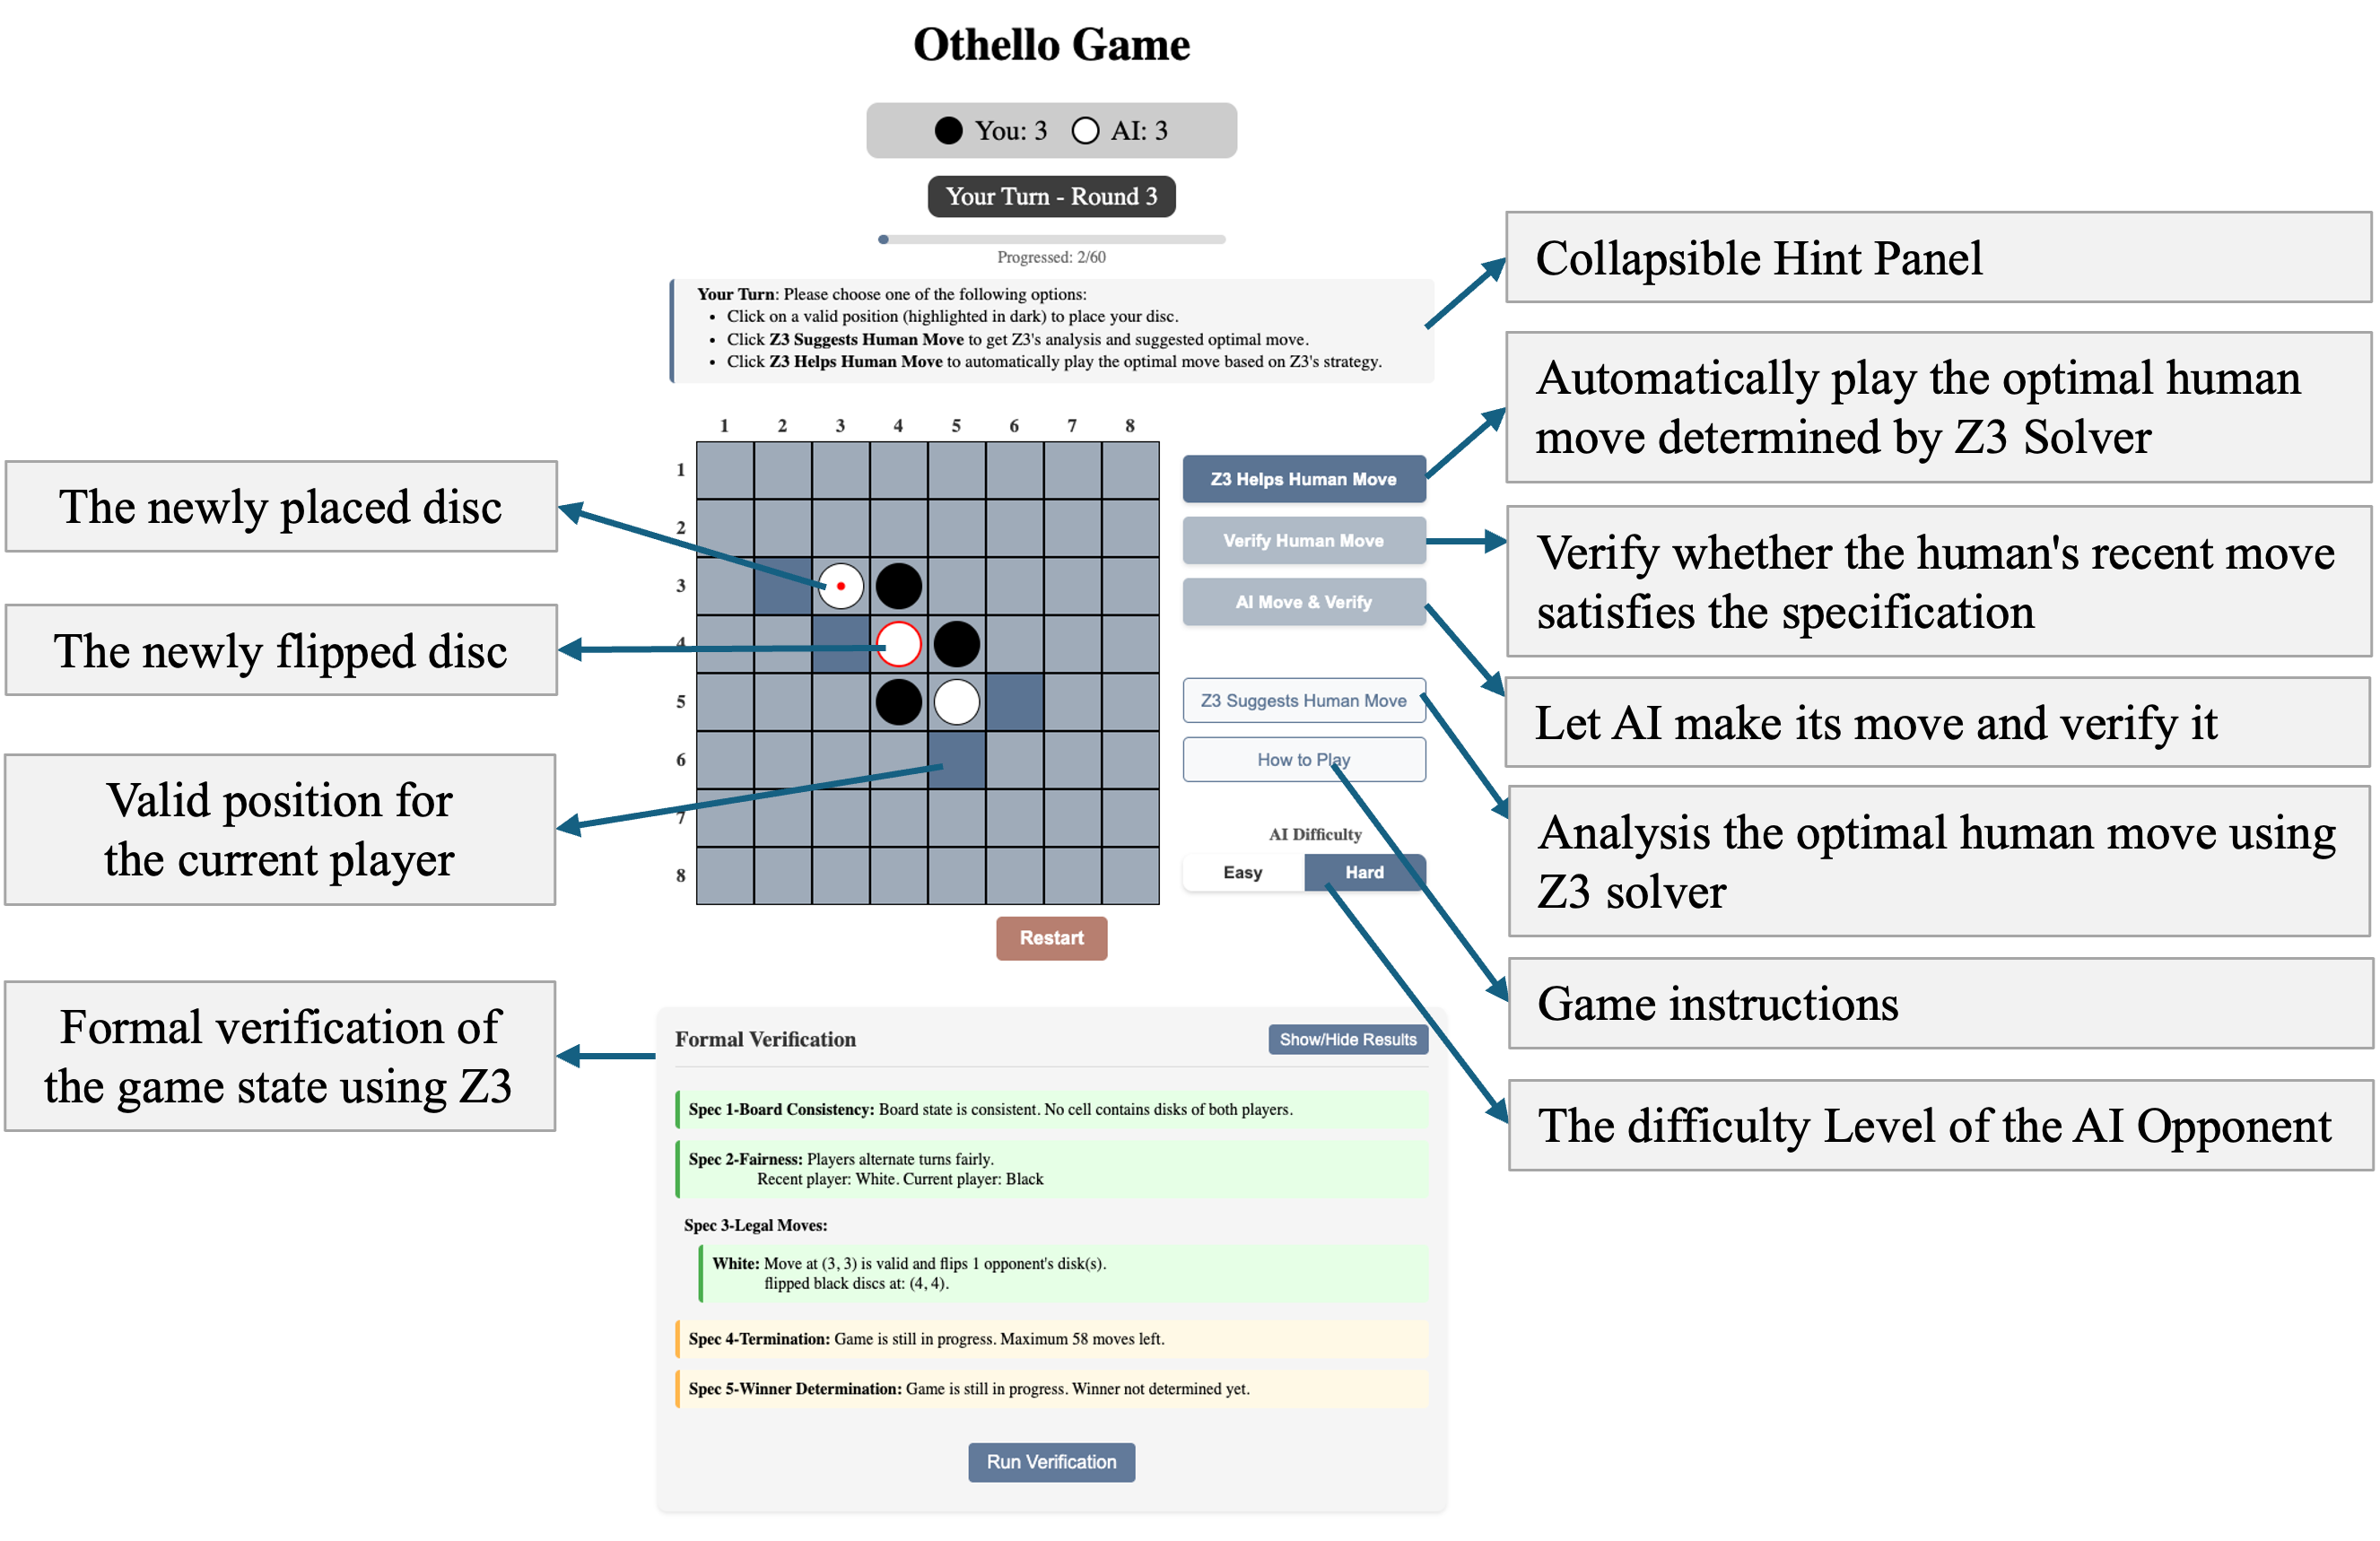 Othello Game
You: 3 AI: 3
Your Turn - Round 3
Progressed: 2/60
Your Turn: Please choose one of the following options:
• Click on a valid position (highlighted in dark) to place your disc.
• Click Z3 Suggests Human Move to get Z3's analysis and suggested optimal move.
• Click Z3 Helps Human Move to automatically play the optimal move based on Z3's strategy.
1 2 3 4 5 6 7 8
1
2
3
4
5
6
7
8
Z3 Helps Human Move
Verify Human Move
AI Move & Verify
Z3 Suggests Human Move
How to Play
AI Difficulty
Easy Hard
Restart
Formal Verification
Show/Hide Results
Spec 1-Board Consistency: Board state is consistent. No cell contains disks of both players.
Spec 2-Fairness: Players alternate turns fairly.
Recent player: White. Current player: Black
Spec 3-Legal Moves:
White: Move at (3, 3) is valid and flips 1 opponent's disk(s).
flipped black discs at: (4, 4).
Spec 4-Termination: Game is still in progress. Maximum 58 moves left.
Spec 5-Winner Determination: Game is still in progress. Winner not determined yet.
Run Verification
The newly placed disc
The newly flipped disc
Valid position for
the current player
Formal verification of
the game state using Z3
Collapsible Hint Panel
Automatically play the optimal human
move determined by Z3 Solver
Verify whether the human's recent move
satisfies the specification
Let AI make its move and verify it
Analysis the optimal human move using
Z3 solver
Game instructions
The difficulty Level of the AI Opponent